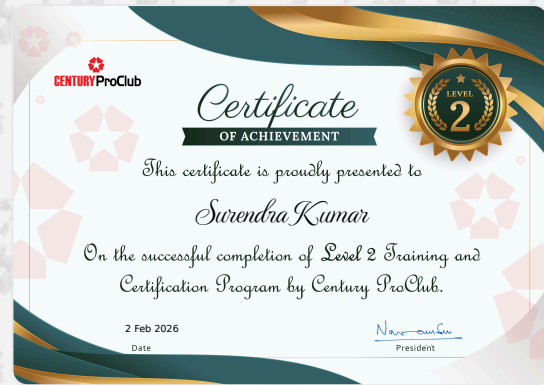 CENTURY ProClub
Certificate
OF ACHIEVEMENT
LEVEL
2
This certificate is proudly presented to
Surendra Kumar
On the successful completion of Level 2 Training and
Certification Program by Century ProClub.
2 Feb 2026
Date
President